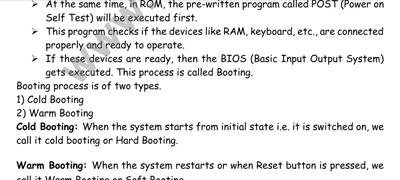 ➢ At the same time, in ROM, the pre-written program called POST (Power on
Self Test) will be executed first.
➢ This program checks if the devices like RAM, keyboard, etc., are connected
properly and ready to operate.
➢ If these devices are ready, then the BIOS (Basic Input Output System)
gets executed. This process is called Booting.
Booting process is of two types.
1) Cold Booting
2) Warm Booting
Cold Booting: When the system starts from initial state i.e. it is switched on, we
call it cold booting or Hard Booting.
Warm Booting: When the system restarts or when Reset button is pressed, we
call it Warm Booting or Soft Booting